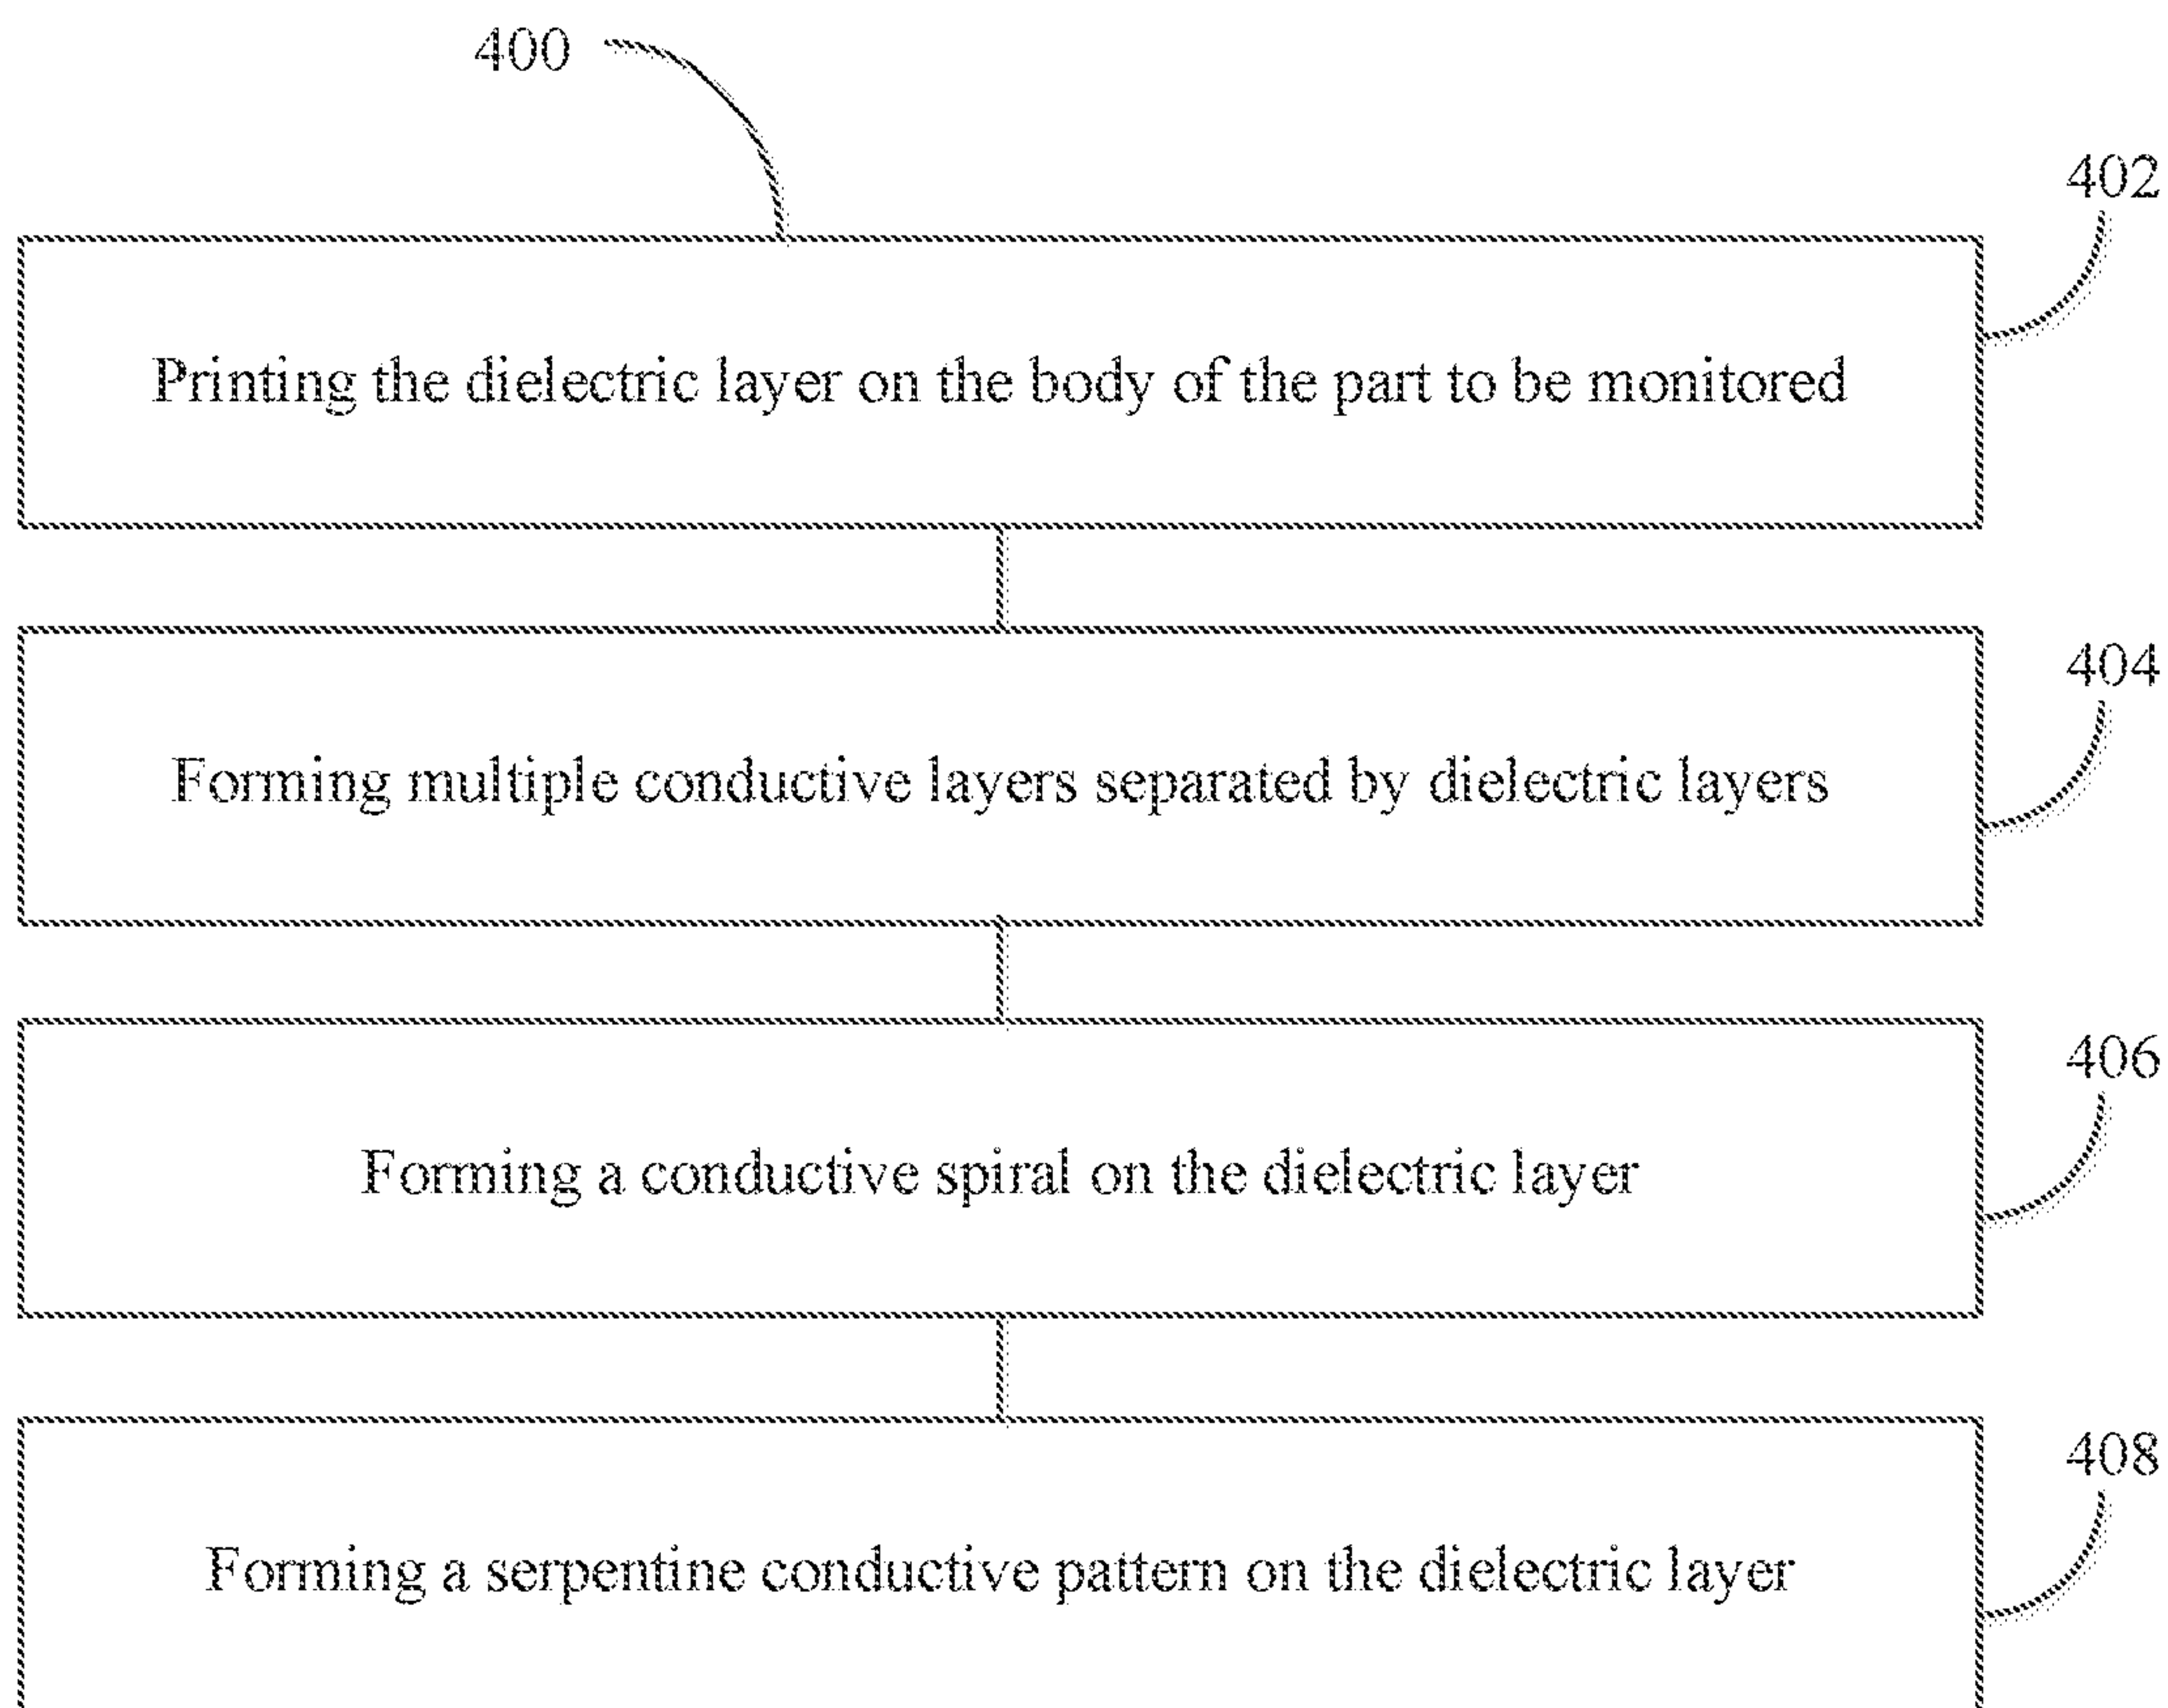 400
402
Printing the dielectric layer on the body of the part to be monitored
404
Forming multiple conductive layers separated by dielectric layers
406
Forming a conductive spiral on the dielectric layer
408
Forming a serpentine conductive pattern on the dielectric layer